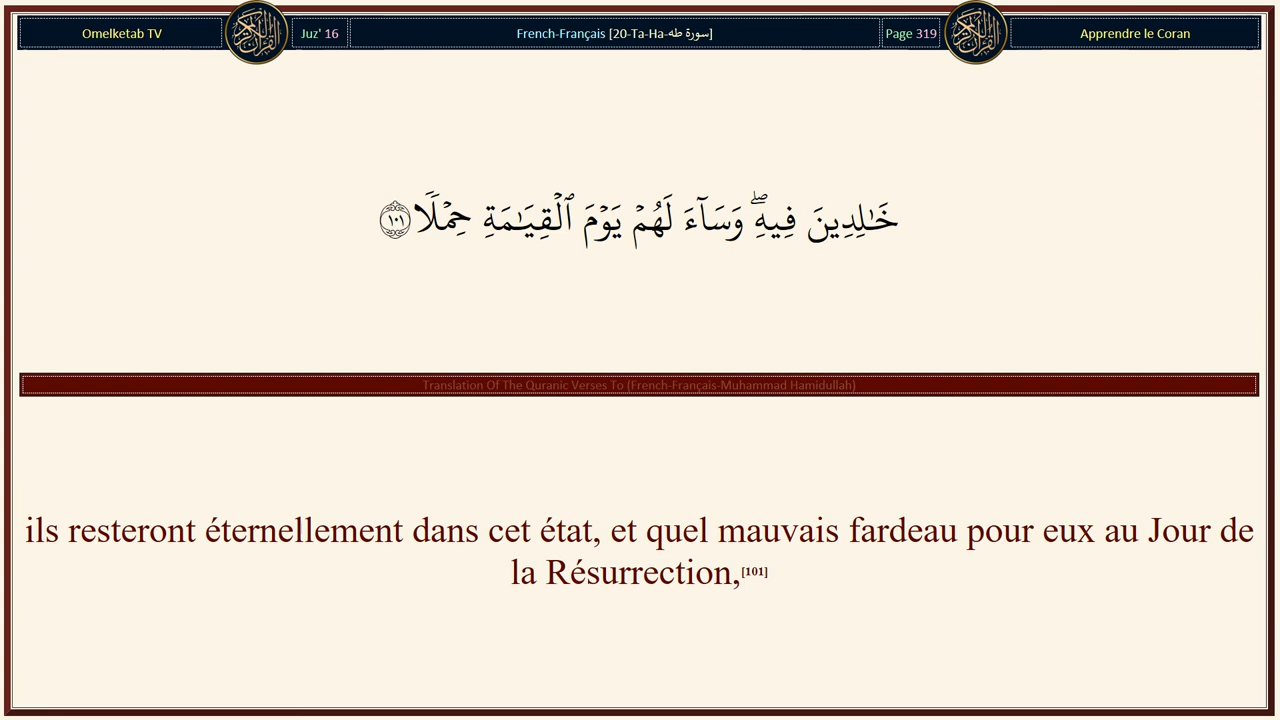 Omelketab TV
Juz' 16
French-Français [20-Ta-Ha-سورة طه]
Page 319
Apprendre le Coran
خَٰلِدِينَ فِيهِۖ وَسَآءَ لَهُمۡ يَوۡمَ ٱلۡقِيَٰمَةِ حِمۡلٗا ١٠١
Translation Of The Quranic Verses To (French-Français-Muhammad Hamidullah)
ils resteront éternellement dans cet état, et quel mauvais fardeau pour eux au Jour de
la Résurrection,[101]